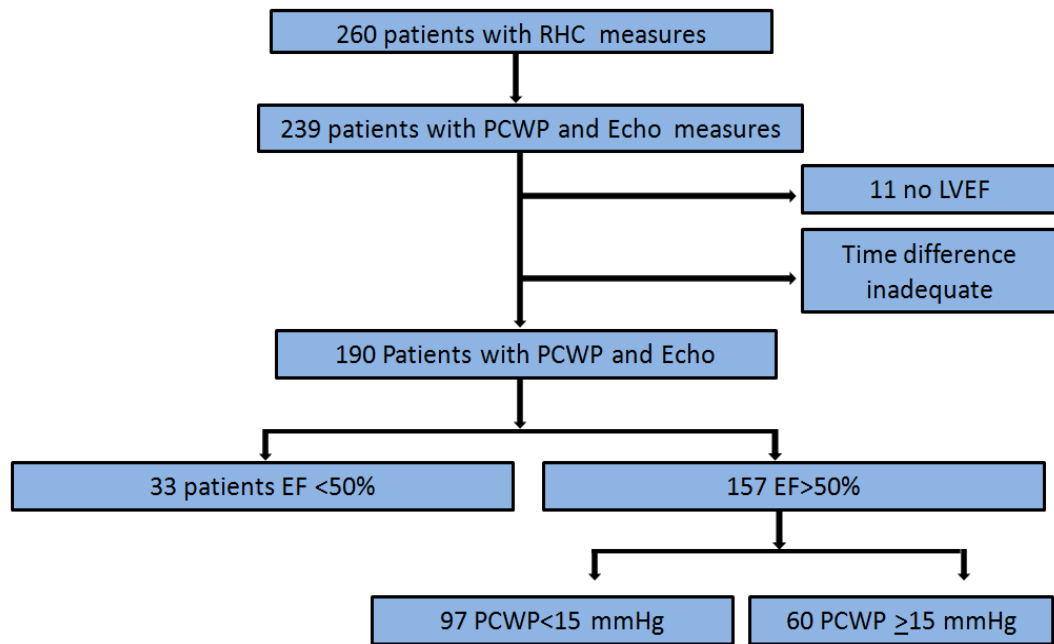 260 patients with RHC measures
239 patients with PCWP and Echo measures
11 no LVEF
Time difference
inadequate
190 Patients with PCWP and Echo
33 patients EF <50%
157 EF>50%
97 PCWP<15 mmHg
60 PCWP ≥15 mmHg